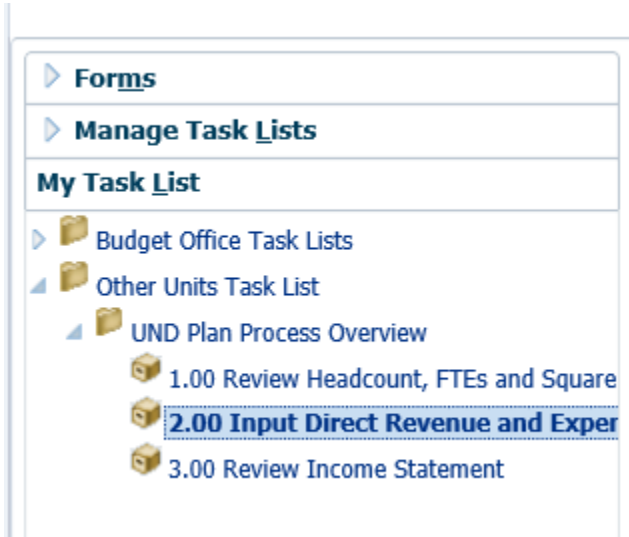 Forms
Manage Task Lists
My Task List
Budget Office Task Lists
Other Units Task List
UND Plan Process Overview
1.00 Review Headcount, FTEs and Square
2.00 Input Direct Revenue and Exper
3.00 Review Income Statement